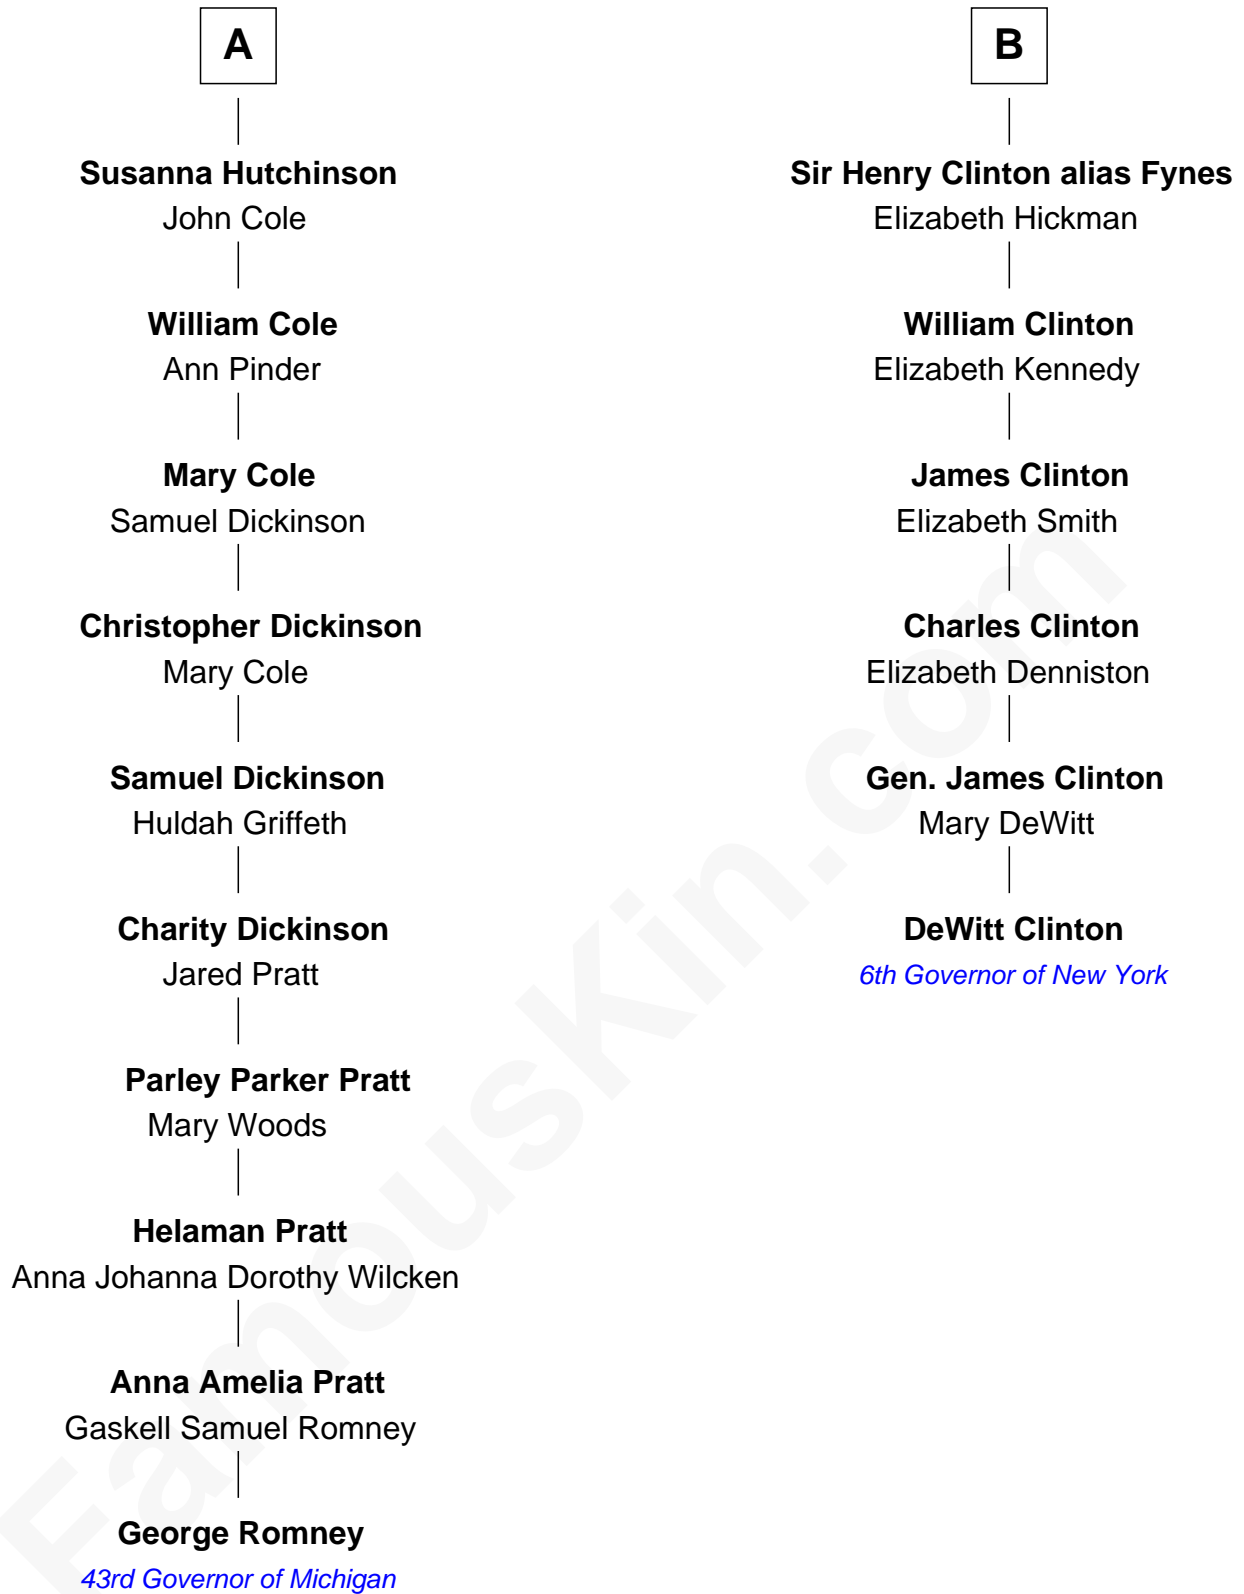 A
Susanna Hutchinson
John Cole
William Cole
Ann Pinder
Mary Cole
Samuel Dickinson
Christopher Dickinson
Mary Cole
Samuel Dickinson
Huldah Griffeth
Charity Dickinson
Jared Pratt
Parley Parker Pratt
Mary Woods
Helaman Pratt
Anna Johanna Dorothy Wilcken
Anna Amelia Pratt
Gaskell Samuel Romney
George Romney
43rd Governor of Michigan
B
Sir Henry Clinton alias Fynes
Elizabeth Hickman
William Clinton
Elizabeth Kennedy
James Clinton
Elizabeth Smith
Charles Clinton
Elizabeth Denniston
Gen. James Clinton
Mary DeWitt
DeWitt Clinton
6th Governor of New York
FamousKin.com